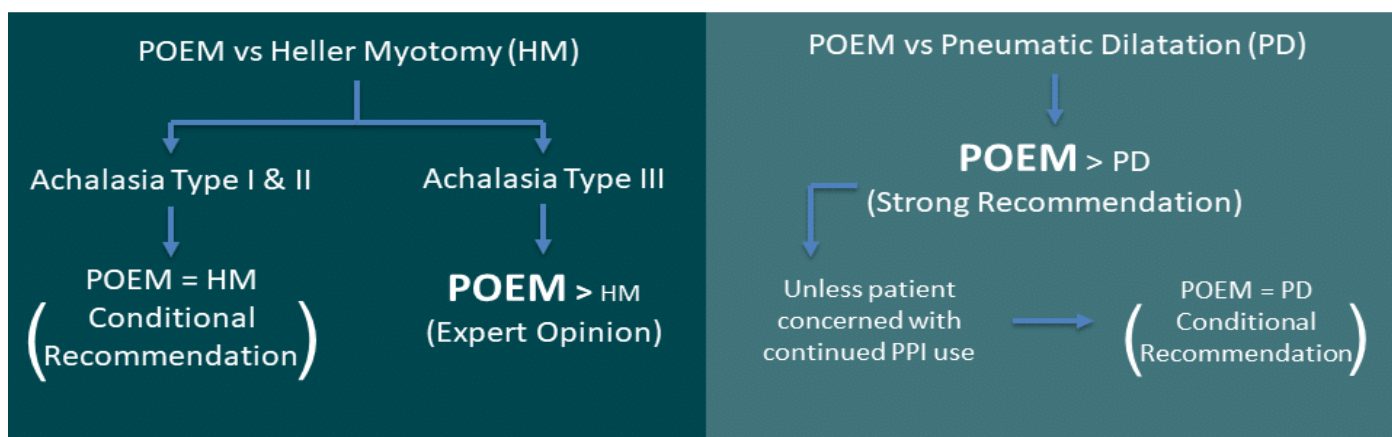 POEM vs Heller Myotomy (HM)
Achalasia Type I & II
Achalasia Type III
POEM = HM
Conditional
Recommendation
( )
POEM > HM
(Expert Opinion)
POEM vs Pneumatic Dilatation (PD)
POEM > PD
(Strong Recommendation)
Unless patient
concerned with
continued PPI use
(POEM = PD
Conditional
Recommendation)